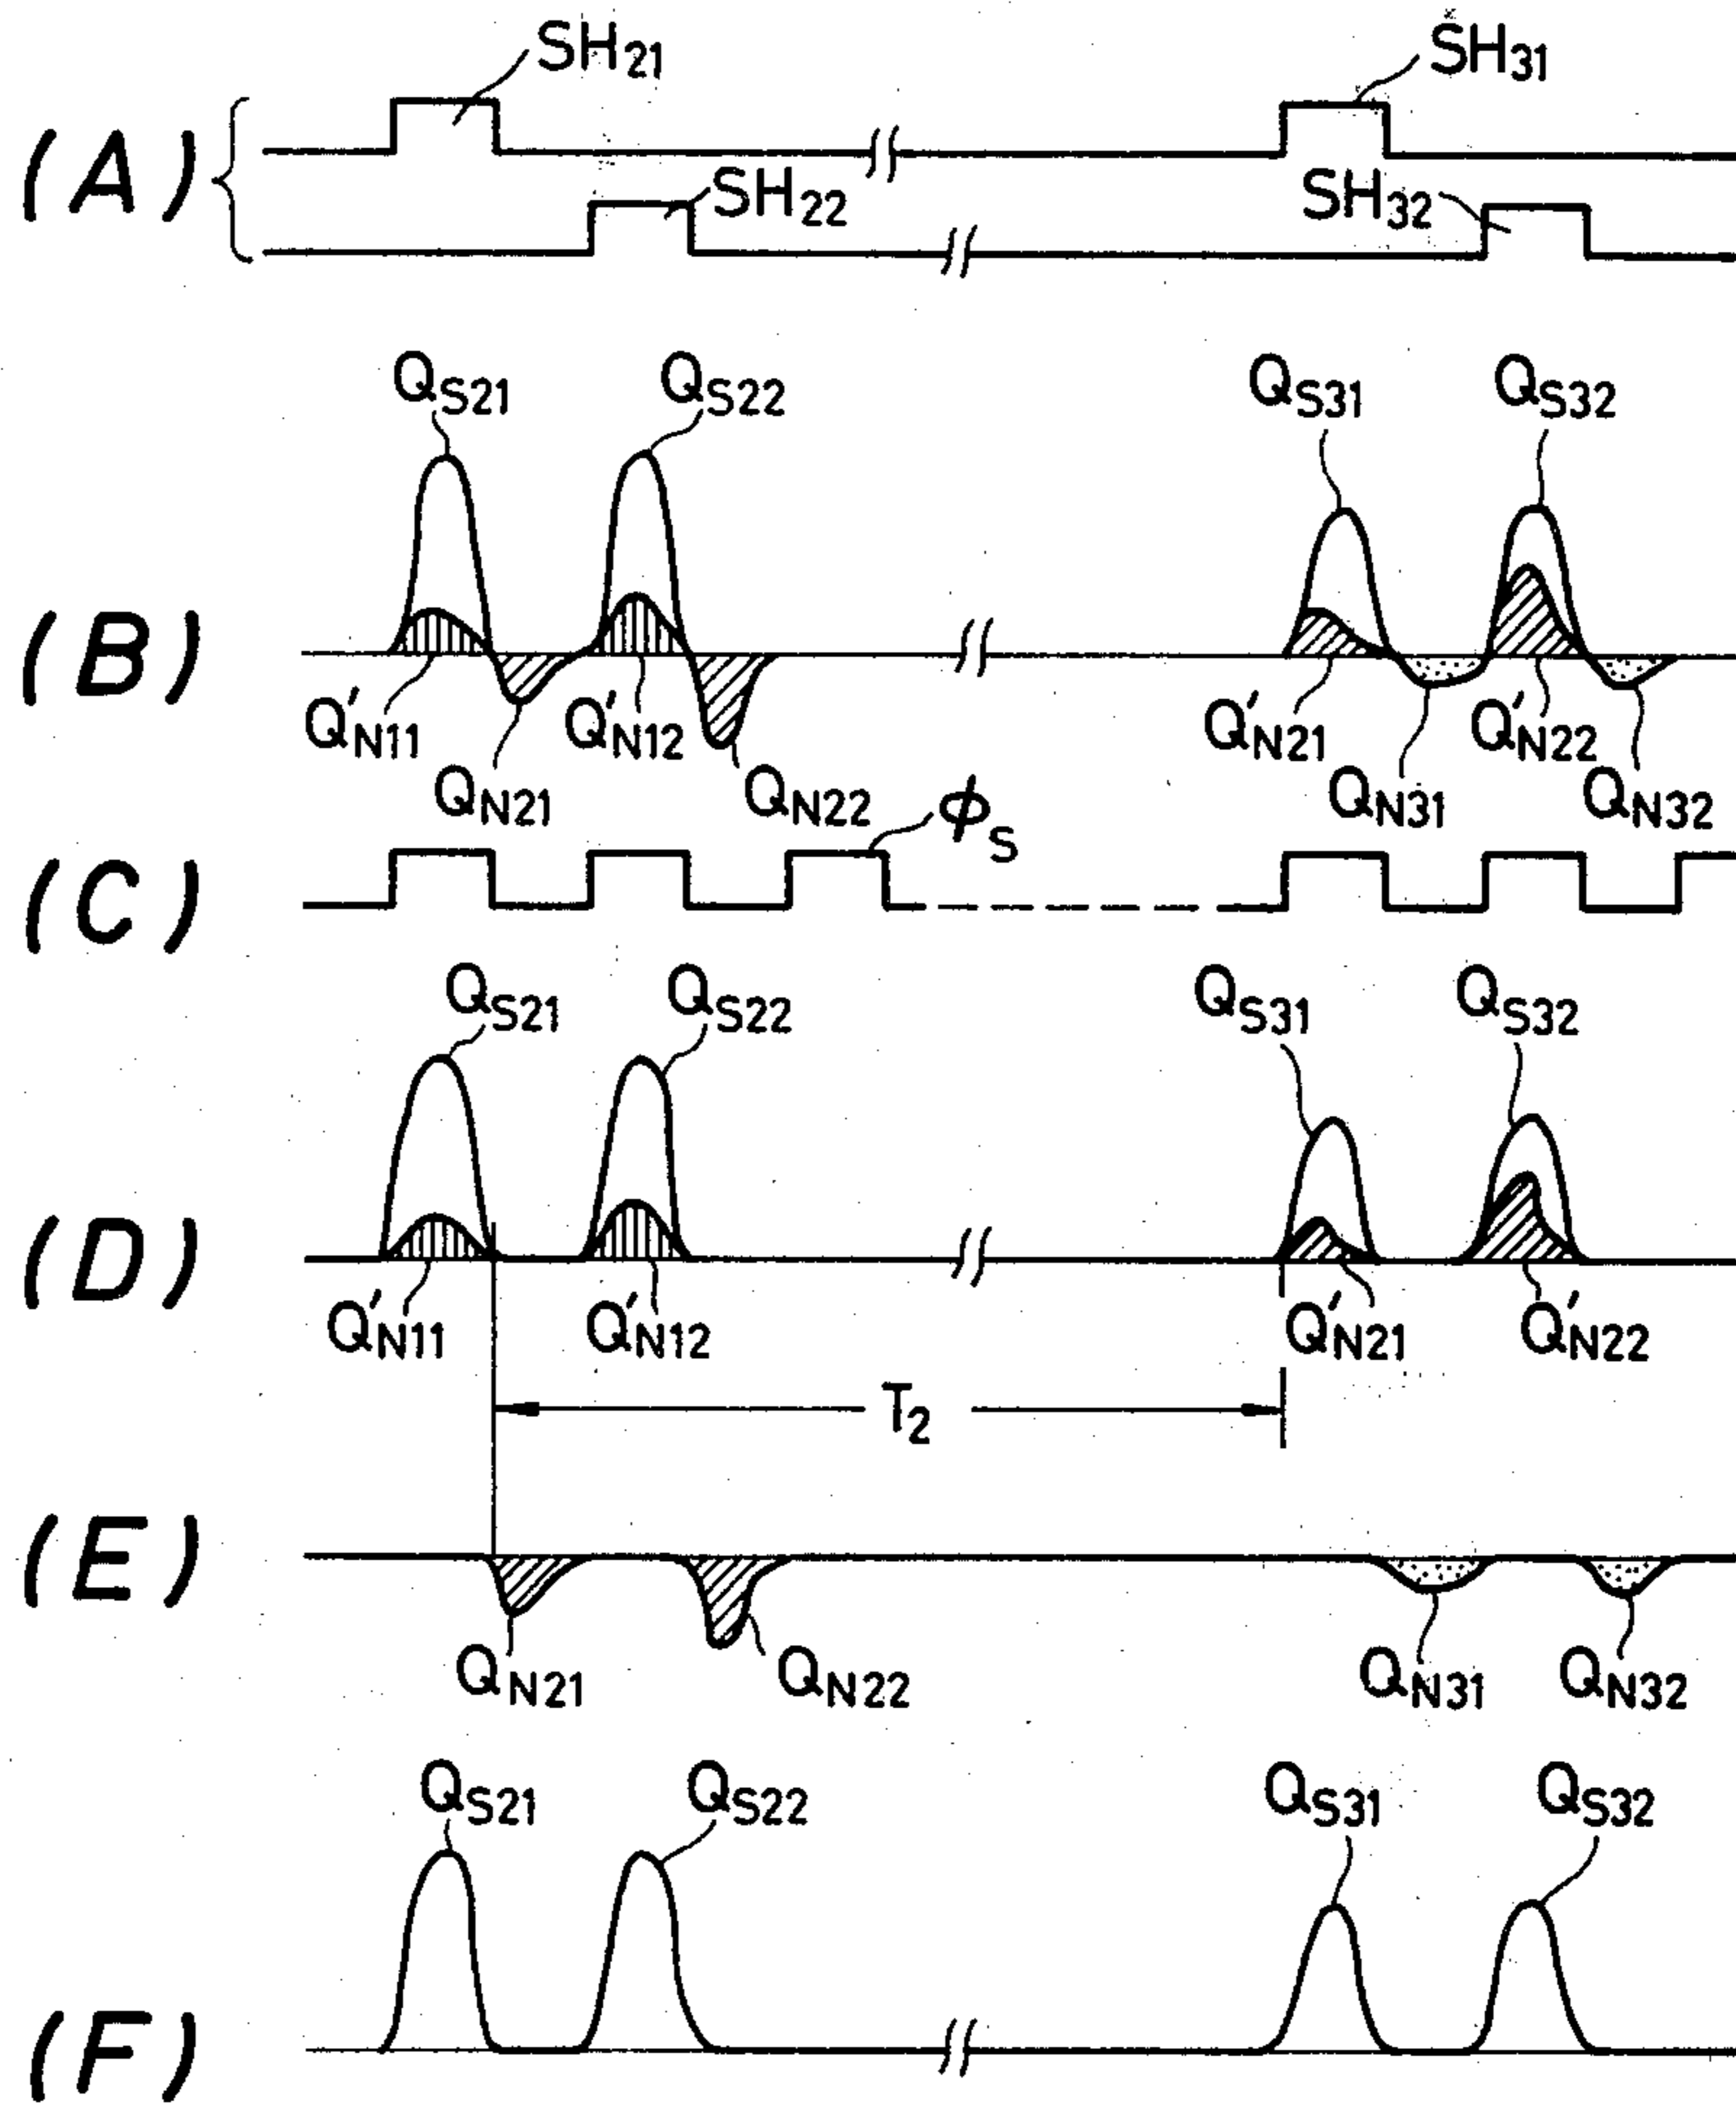 (A)
SH21
SH31
SH22
SH32
(B)
QS21
QS22
QS31
QS32
Q'N11
QN21
Q'N12
QN22
Q'N21
QN31
Q'N22
QN32
(C)
ϕS
(D)
QS21
QS22
QS31
QS32
Q'N11
Q'N12
Q'N21
Q'N22
T2
(E)
QN21
QN22
QN31
QN32
(F)
QS21
QS22
QS31
QS32